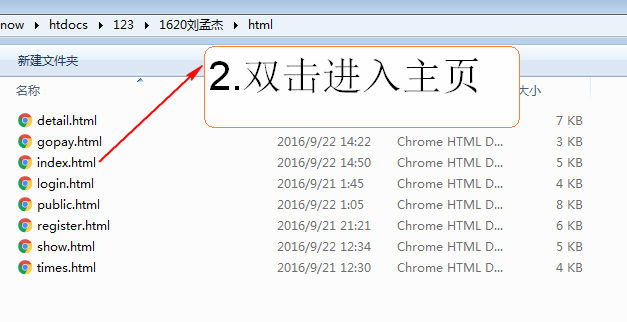 now ▸ htdocs ▸ 123 ▸ 1620刘孟杰 ▸ html
新建文件夹
2.双击进入主页
名称 大小
detail.html 7 KB
gopay.html 2016/9/22 14:22 Chrome HTML D... 3 KB
index.html 2016/9/22 14:50 Chrome HTML D... 5 KB
login.html 2016/9/21 1:45 Chrome HTML D... 4 KB
public.html 2016/9/22 1:05 Chrome HTML D... 8 KB
register.html 2016/9/21 21:21 Chrome HTML D... 6 KB
show.html 2016/9/22 12:34 Chrome HTML D... 5 KB
times.html 2016/9/21 12:30 Chrome HTML D... 4 KB